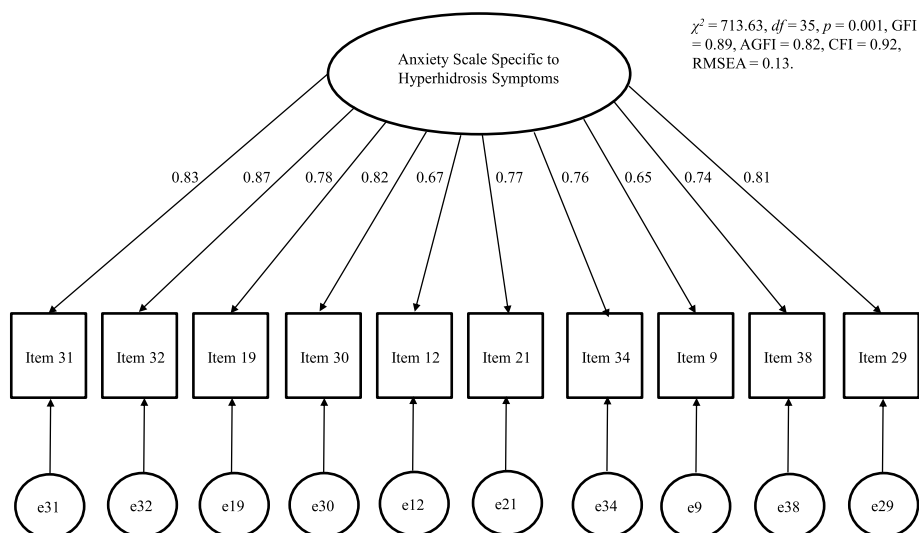 χ² = 713.63, df = 35, p = 0.001, GFI
= 0.89, AGFI = 0.82, CFI = 0.92,
RMSEA = 0.13.
Anxiety Scale Specific to
Hyperhidrosis Symptoms
0.83 0.87 0.78 0.82 0.67 0.77 0.76 0.65 0.74 0.81
Item 31 Item 32 Item 19 Item 30 Item 12 Item 21 Item 34 Item 9 Item 38 Item 29
e31 e32 e19 e30 e12 e21 e34 e9 e38 e29